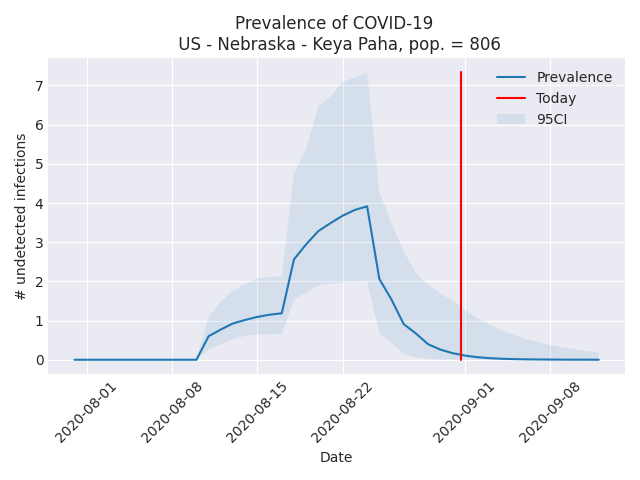 Prevalence of COVID-19
US - Nebraska - Keya Paha, pop. = 806
# undetected infections
7
6
5
4
3
2
1
0
Prevalence
Today
95CI
2020-08-01
2020-08-08
2020-08-15
2020-08-22
2020-09-01
2020-09-08
Date